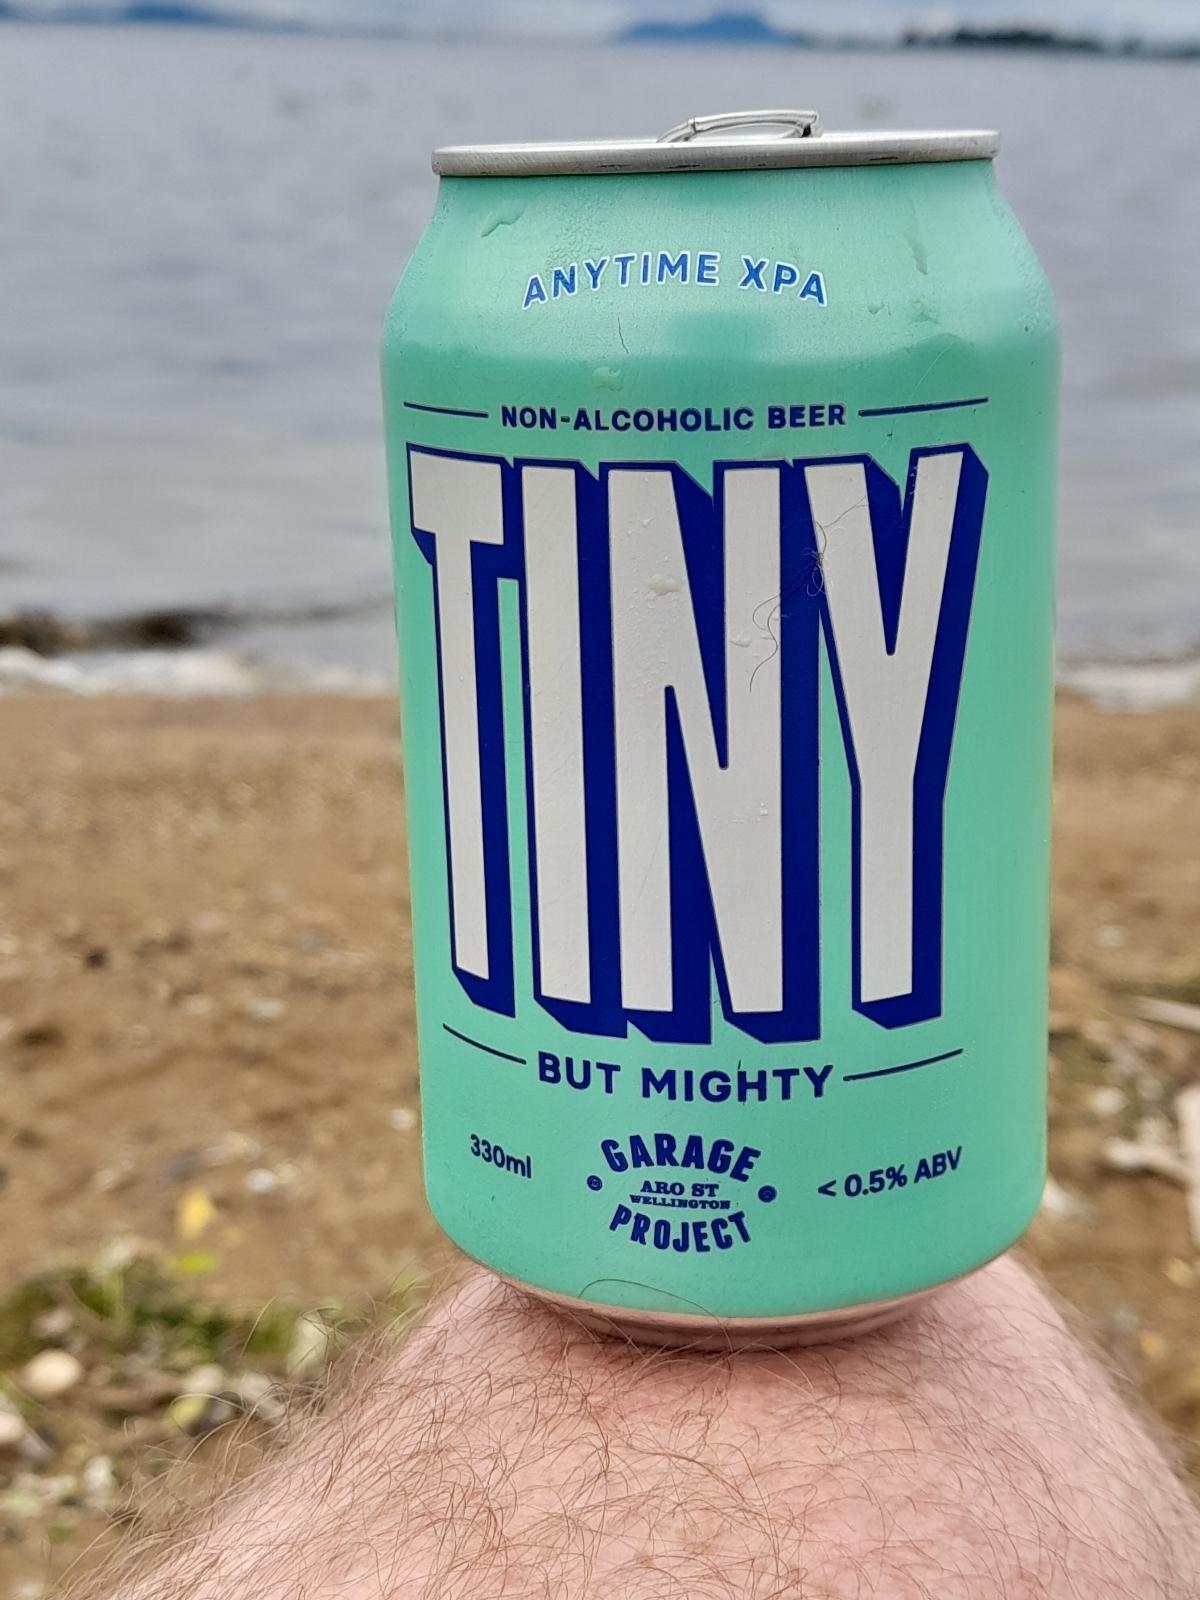 ANYTIME XPA
NON-ALCOHOLIC BEER
TINY
BUT MIGHTY
330ml
GARAGE
ARO ST
WELLINGTON
PROJECT
< 0.5% ABV